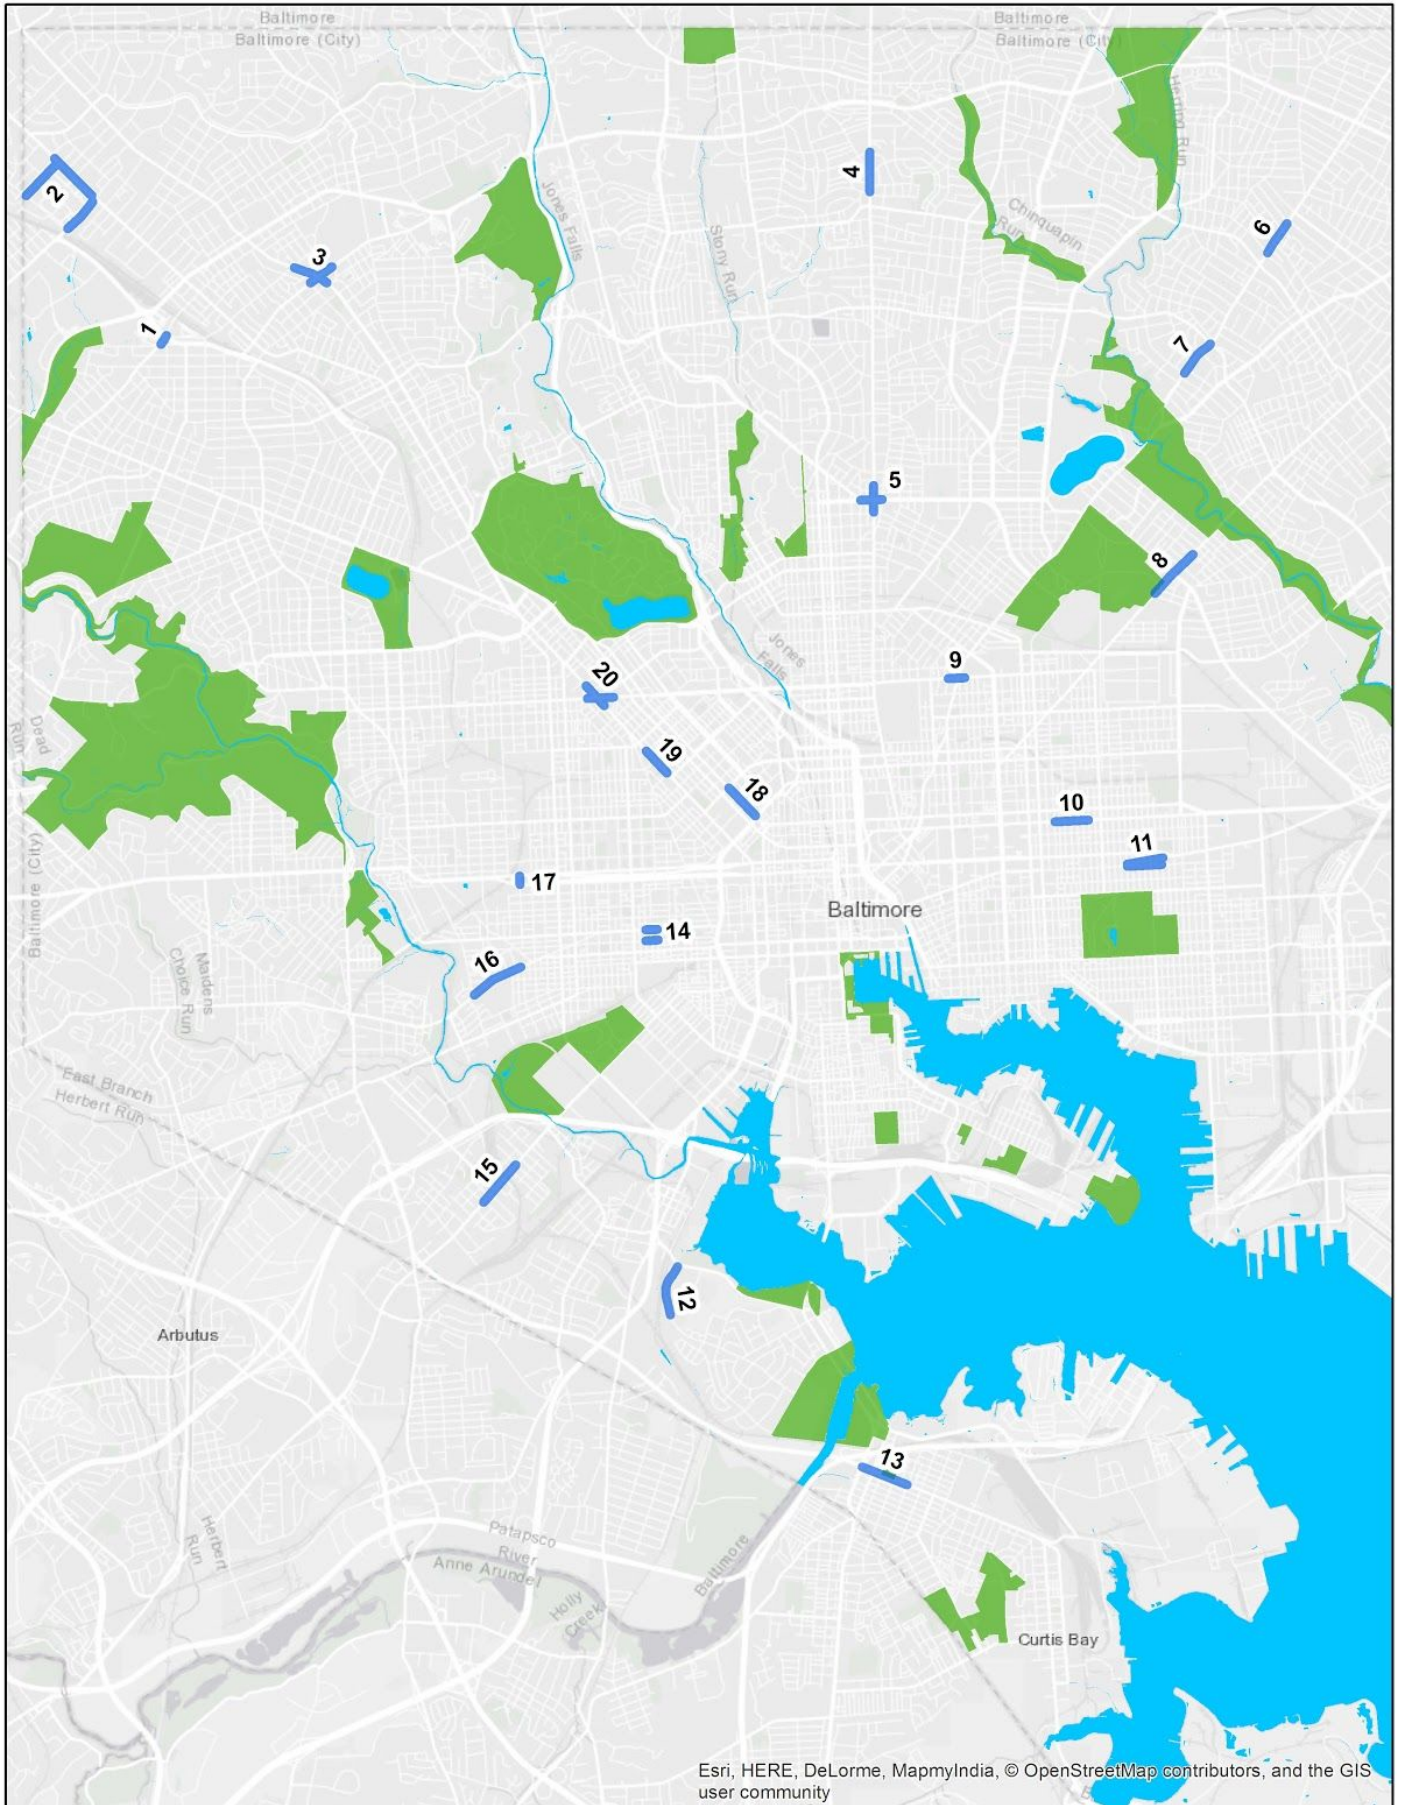 Baltimore
Baltimore (City)
Baltimore
Baltimore (City)
Herring Run
2
4
Jones Falls
Chinquapin
Run
6
3
Stony Run
1
7
5
8
Jones
Falls
9
20
Dead
Run
19
18
10
11
Baltimore (City)
17
Baltimore
14
16
Maidens
Choice Run
East Branch
Herbert Run
15
12
Arbutus
13
Herbert
Run
Patapsco
River
Anne Arundel
Baltimore
Holly
Creek
Curtis Bay
Esri, HERE, DeLorme, MapmyIndia, © OpenStreetMap contributors, and the GIS
user community